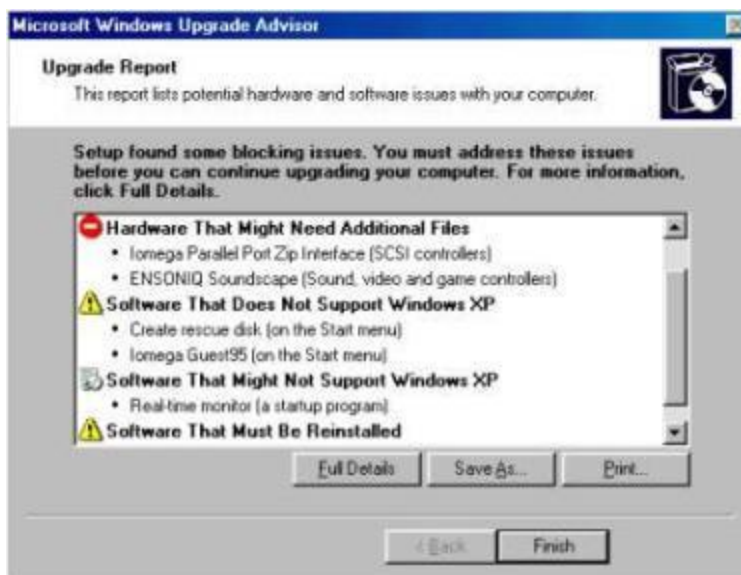 Microsoft Windows Upgrade Advisor
Upgrade Report
This report lists potential hardware and software issues with your computer.
Setup found some blocking issues. You must address these issues
before you can continue upgrading your computer. For more information,
click Full Details.
Hardware That Might Need Additional Files
• Iomega Parallel Port Zip Interface (SCSI controllers)
• ENSONIQ Soundscape (Sound, video and game controllers)
Software That Does Not Support Windows XP
• Create rescue disk (on the Start menu)
• Iomega Guest95 (on the Start menu)
Software That Might Not Support Windows XP
• Real-time monitor (a startup program)
Software That Must Be Reinstalled
Full Details Save As... Print...
< Back Finish